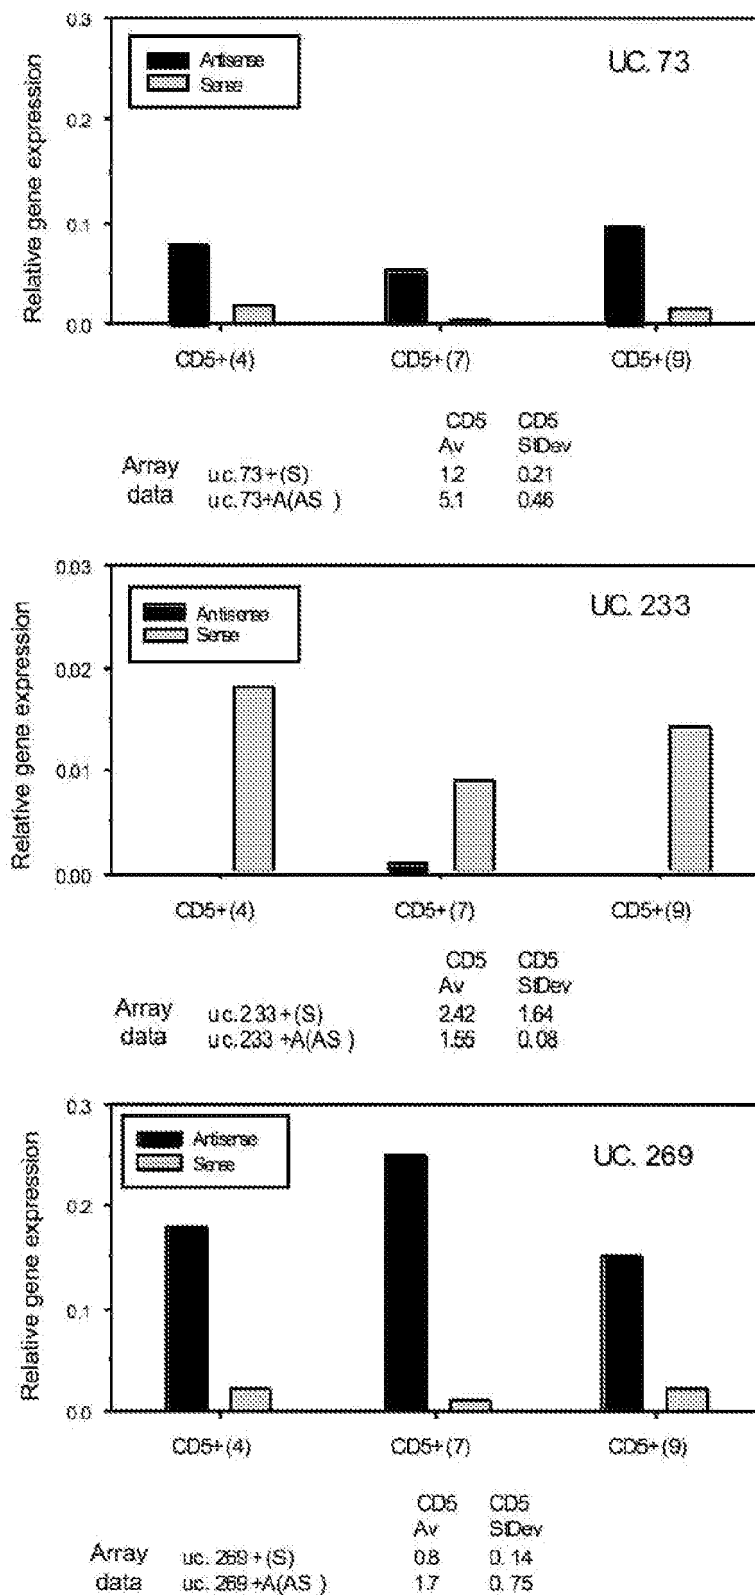 0.3
Antisense
Sense
UC. 73
0.2
Relative gene expression
0.1
0.0
CD5+(4) CD5+(7) CD5+(9)
CD5 CD5
Av StDev
Array data
uc.73+(S) 1.2 0.21
uc.73+A(AS ) 5.1 0.46
0.03
Antisense
Sense
UC. 233
0.02
Relative gene expression
0.01
0.00
CD5+(4) CD5+(7) CD5+(9)
CD5 CD5
Av StDev
Array data
uc.233+(S) 2.42 1.64
uc.233 +A(AS ) 0.08
0.3
Antisense
Sense
UC. 269
0.2
Relative gene expression
0.1
0.0
CD5+(4) CD5+(7) CD5+(9)
CD5 CD5
Av StDev
Array data
uc. 269+(S) 0.8 0. 14
uc. 269+A(AS ) 1.7 0. 75